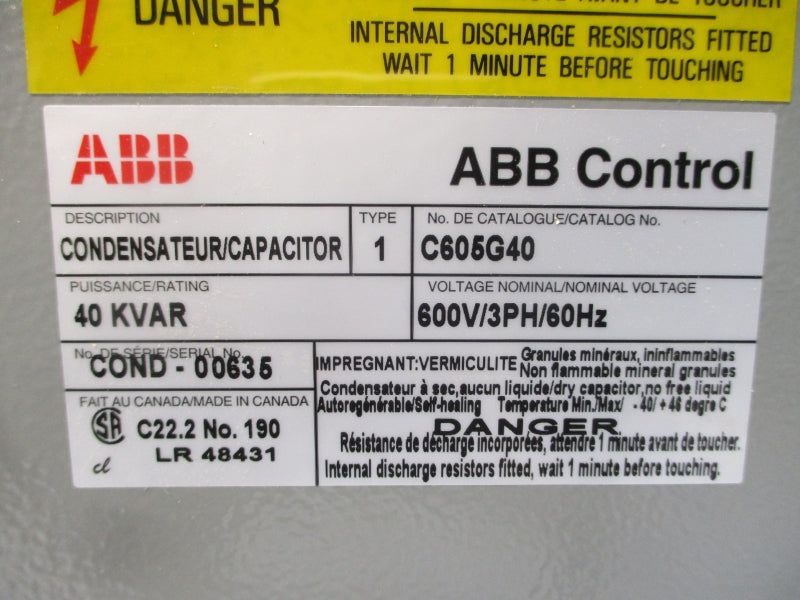 DANGER
DE TOUCHER
INTERNAL DISCHARGE RESISTORS FITTED
WAIT 1 MINUTE BEFORE TOUCHING
ABB
ABB Control
DESCRIPTION
CONDENSATEUR/CAPACITOR
TYPE
1
No. DE CATALOGUE/CATALOG No.
C605G40
PUISSANCE/RATING
40 KVAR
VOLTAGE NOMINAL/NOMINAL VOLTAGE
600V/3PH/60Hz
No. DE SÉRIE/SERIAL No.
COND - 00635
FAIT AU CANADA/MADE IN CANADA
C22.2 No. 190
LR 48431
cl
IMPREGNANT:VERMICULITE Granules minéraux, ininflammables
Non flammable mineral granules
Condensateur à sec,aucun liquide/dry capacitor,no free liquid
Autoregénérable/Self-healing Temperature Min./Max/ - 40/ + 46 degre C
DANGER
Résistance de décharge incorporées, attendre 1 minute avant de toucher.
Internal discharge resistors fitted, wait 1 minute before touching.